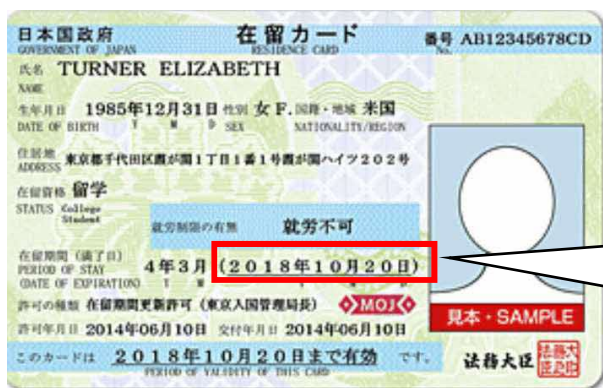 日本国政府 在留カード 番号 AB12345678CD
GOVERNMENT OF JAPAN RESIDENCE CARD No.
氏名 TURNER ELIZABETH
NAME
生年月日 1985年12月31日 性別 女 F. 国籍・地域 米国
DATE OF BIRTH Y M D SEX NATIONALITY/REGION
住居地 東京都千代田区霞が関1丁目1番1号霞が関ハイツ202号
ADDRESS
在留資格 留学
STATUS College
Student
就労制限の有無 就労不可
在留期間(満了日) 4年3月(2018年10月20日)
PERIOD OF STAY
(DATE OF EXPIRATION) Y M Y M D
許可の種類 在留期間更新許可(東京入国管理局長) MOJ
許可年月日 2014年06月10日 交付年月日 2014年06月10日
見本・SAMPLE
このカードは 2018年10月20日まで有効 です。
PERIOD OF VALIDITY OF THIS CARD
法務大臣